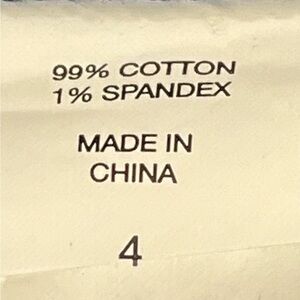 99% COTTON
1% SPANDEX
MADE IN
CHINA
4